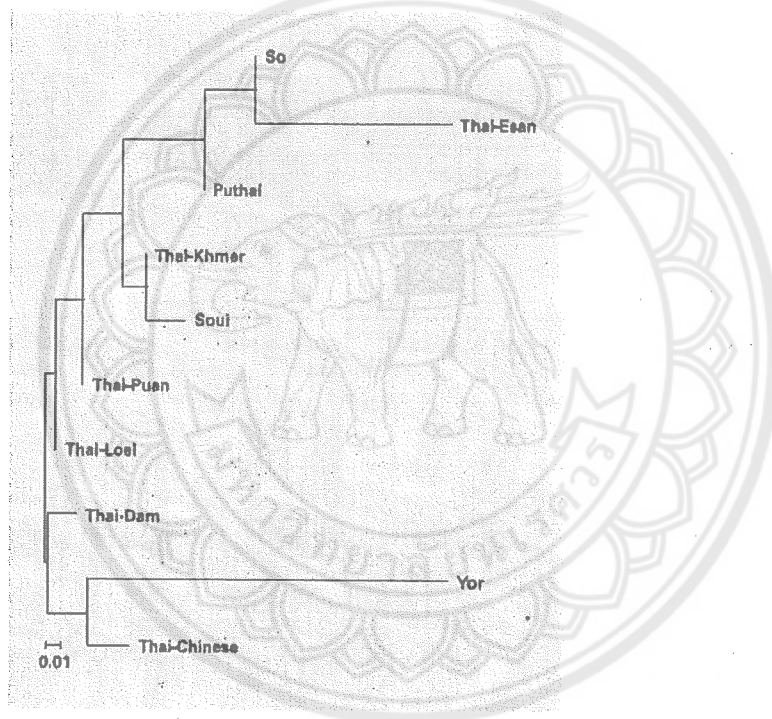 So
Thai-Esan
Puthai
Thai-Khmer
Soui
Thai-Puan
Thai-Loei
Thai-Dam
Yor
Thai-Chinese
0.01